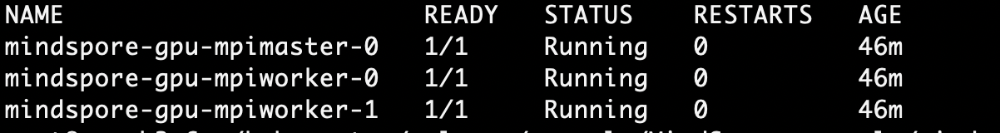 NAME READY STATUS RESTARTS AGE
mindspore-gpu-mpimaster-0 1/1 Running 0 46m
mindspore-gpu-mpiworker-0 1/1 Running 0 46m
mindspore-gpu-mpiworker-1 1/1 Running 0 46m